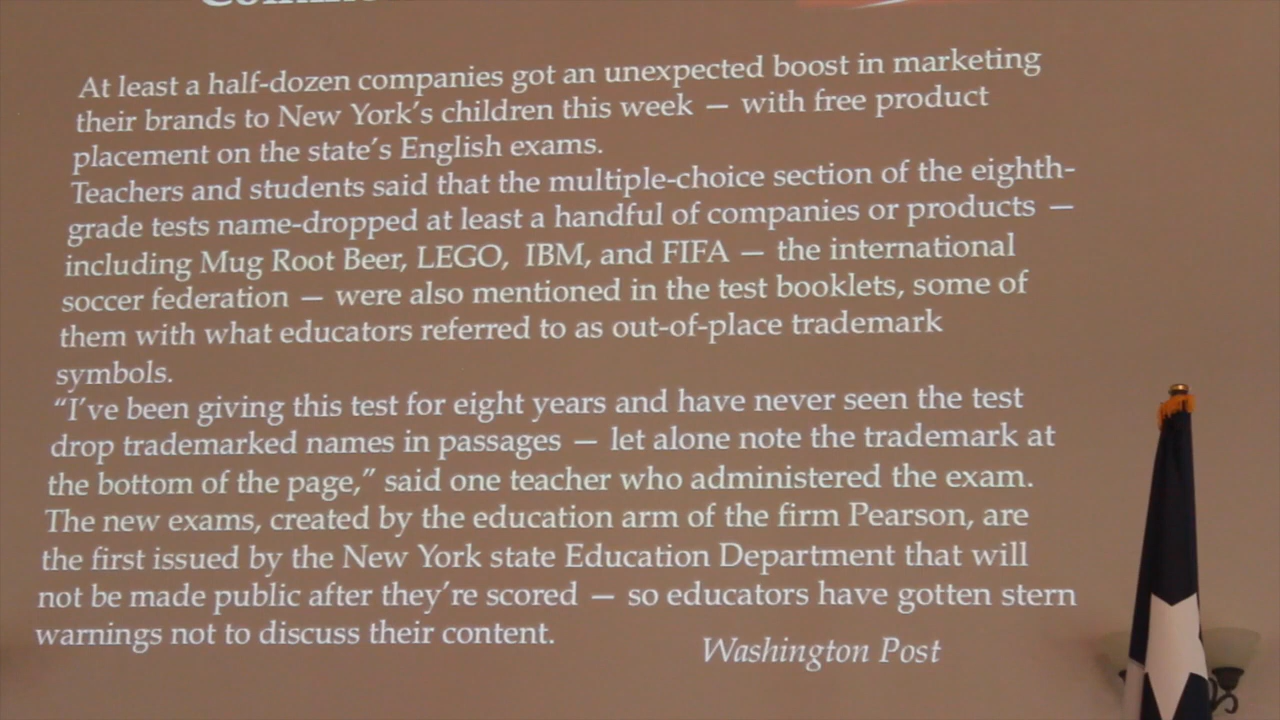 At least a half-dozen companies got an unexpected boost in marketing
their brands to New York's children this week — with free product
placement on the state's English exams.
Teachers and students said that the multiple-choice section of the eighth-
grade tests name-dropped at least a handful of companies or products —
including Mug Root Beer, LEGO, IBM, and FIFA — the international
soccer federation — were also mentioned in the test booklets, some of
them with what educators referred to as out-of-place trademark
symbols.
“I've been giving this test for eight years and have never seen the test
drop trademarked names in passages — let alone note the trademark at
the bottom of the page,” said one teacher who administered the exam.
The new exams, created by the education arm of the firm Pearson, are
the first issued by the New York state Education Department that will
not be made public after they're scored — so educators have gotten stern
warnings not to discuss their content.
Washington Post